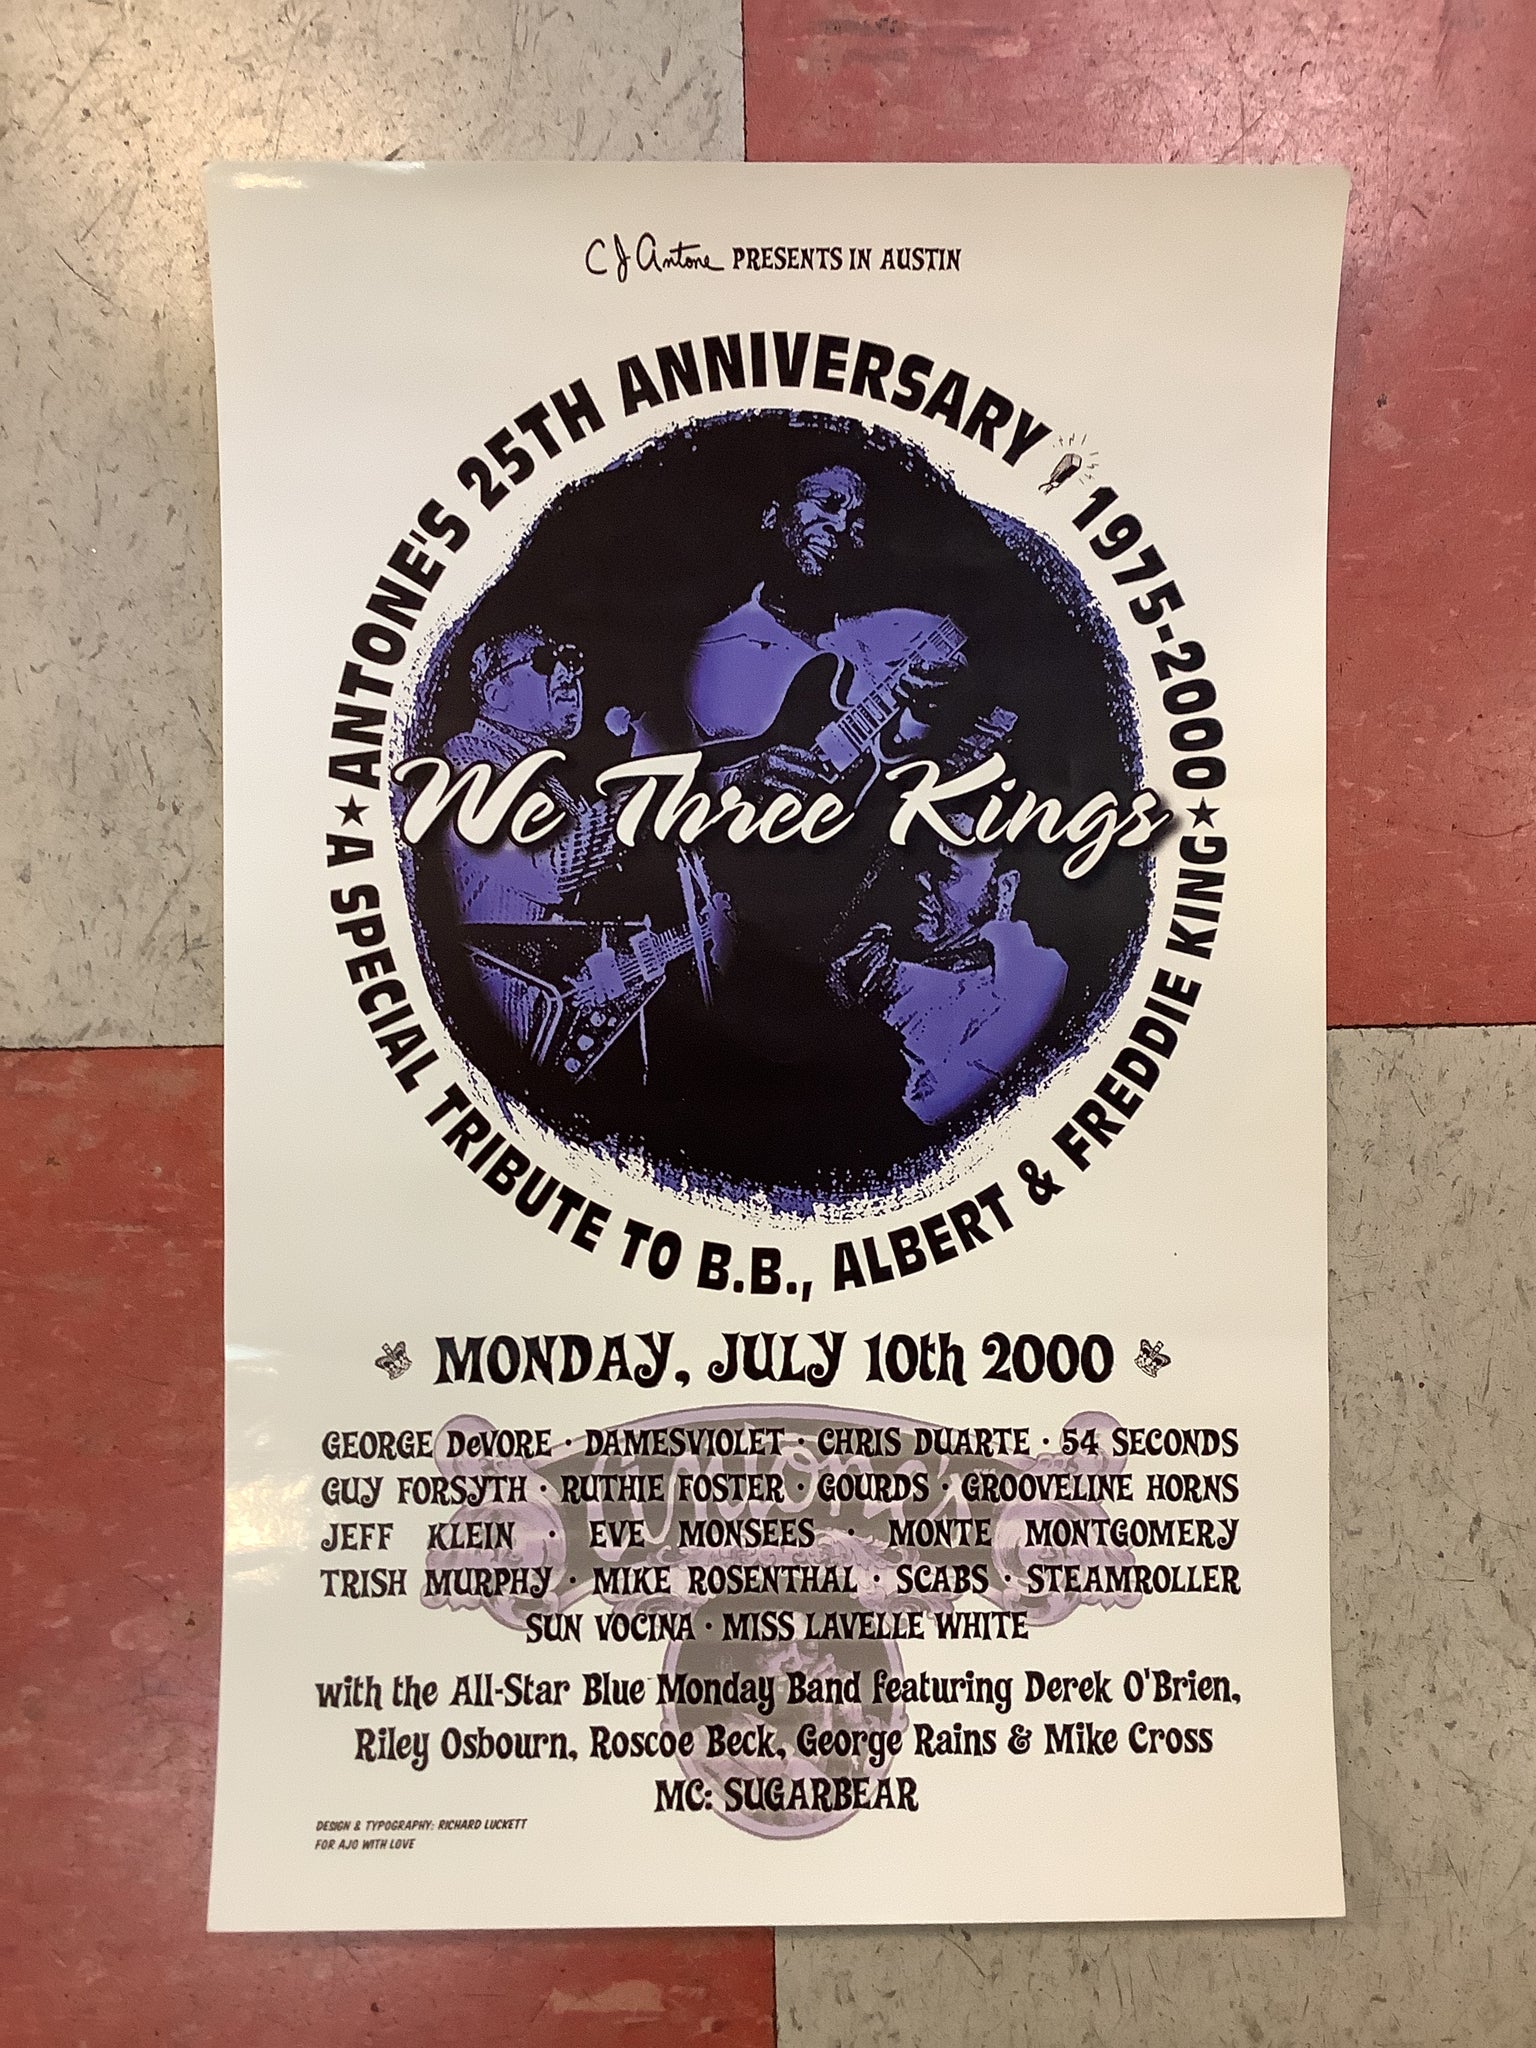 CJ Antone PRESENTS IN AUSTIN
ANTONE'S 25TH ANNIVERSARY 1975-2000
We Three Kings
A SPECIAL TRIBUTE TO B.B., ALBERT & FREDDIE KING
MONDAY, JULY 10th 2000
GEORGE DeVORE · DAMESVIOLET · CHRIS DUARTE · 54 SECONDS
GUY FORSYTH · RUTHIE FOSTER · GOURDS · GROOVELINE HORNS
JEFF KLEIN · EVE MONSEES · MONTE MONTGOMERY
TRISH MURPHY · MIKE ROSENTHAL · SCABS · STEAMROLLER
SUN VOCINA · MISS LAVELLE WHITE
Antone's
with the All-Star Blue Monday Band featuring Derek O'Brien,
Riley Osbourn, Roscoe Beck, George Rains & Mike Cross
MC: SUGARBEAR
DESIGN & TYPOGRAPHY: RICHARD LUCKETT
FOR AJO WITH LOVE